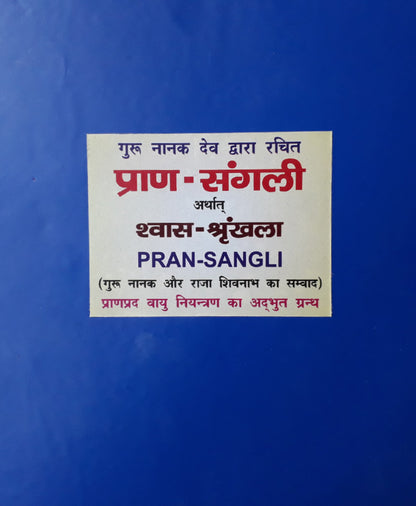 गुरू नानक देव द्वारा रचित
प्राण - संगली
अर्थात्
श्वास - श्रृंखला
PRAN-SANGLI
(गुरू नानक और राजा शिवनाभ का सम्वाद)
प्राणप्रद वायु नियन्त्रण का अद्‌भुत ग्रन्थ